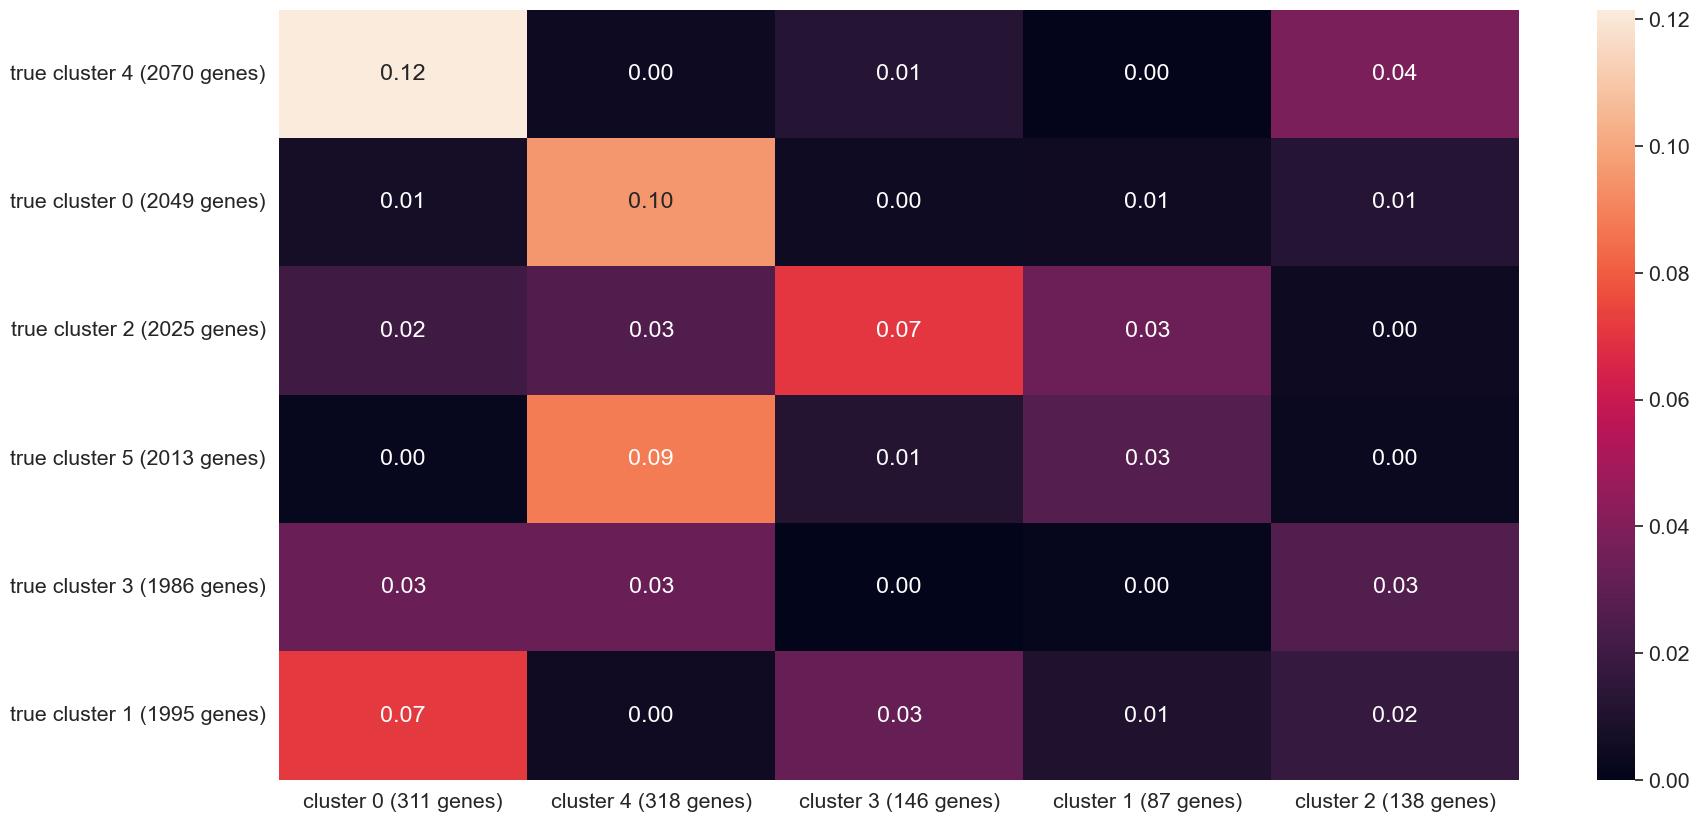 true cluster 4 (2070 genes) 0.12 0.00 0.01 0.00 0.04
true cluster 0 (2049 genes) 0.01 0.10 0.00 0.01 0.01
true cluster 2 (2025 genes) 0.02 0.03 0.07 0.03 0.00
true cluster 5 (2013 genes) 0.00 0.09 0.01 0.03 0.00
true cluster 3 (1986 genes) 0.03 0.03 0.00 0.00 0.03
true cluster 1 (1995 genes) 0.07 0.00 0.03 0.01 0.02
cluster 0 (311 genes) cluster 4 (318 genes) cluster 3 (146 genes) cluster 1 (87 genes) cluster 2 (138 genes)
0.12
0.10
0.08
0.06
0.04
0.02
0.00